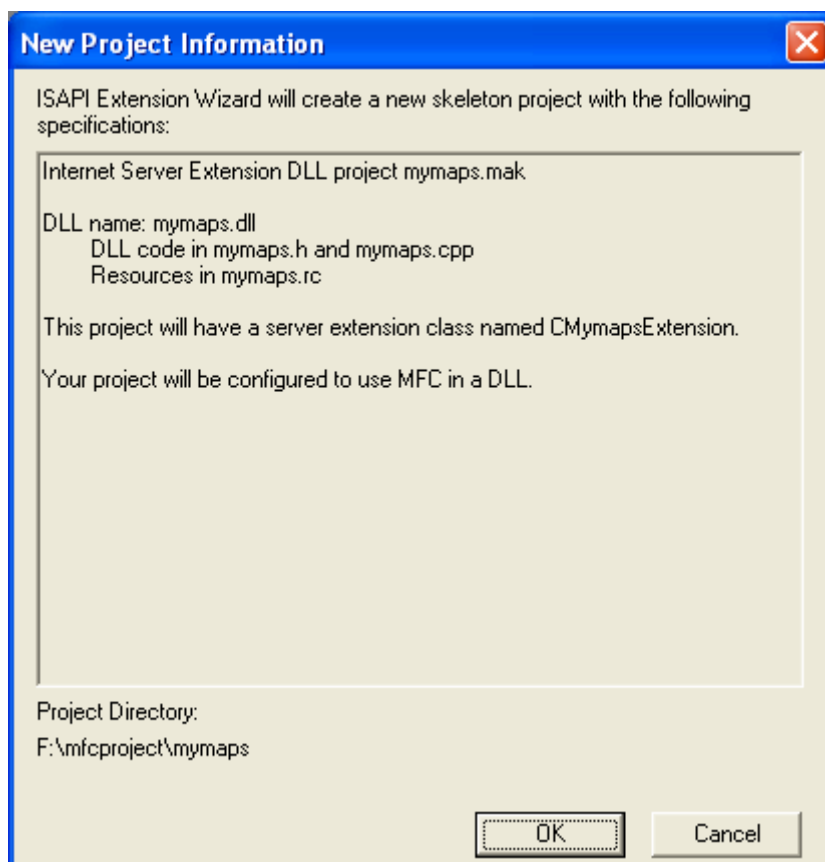 New Project Information
ISAPI Extension Wizard will create a new skeleton project with the following
specifications:
Internet Server Extension DLL project mymaps.mak
DLL name: mymaps.dll
DLL code in mymaps.h and mymaps.cpp
Resources in mymaps.rc
This project will have a server extension class named CMymapsExtension.
Your project will be configured to use MFC in a DLL.
Project Directory:
F:\mfcproject\mymaps
OK
Cancel